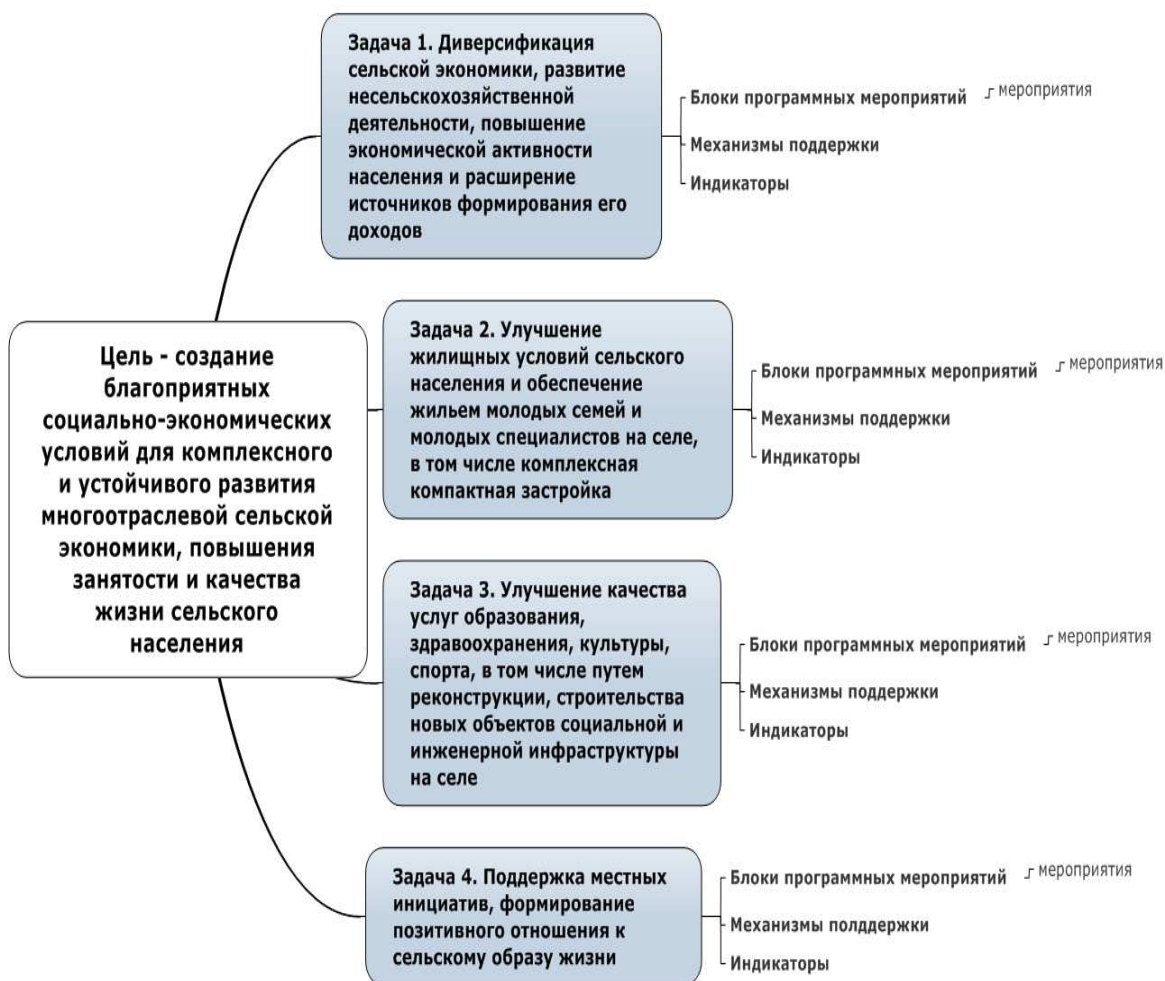 Цель - создание
благоприятных
социально-экономических
условий для комплексного
и устойчивого развития
многоотраслевой сельской
экономики, повышения
занятости и качества
жизни сельского
населения
Задача 1. Диверсификация
сельской экономики, развитие
несельскохозяйственной
деятельности, повышение
экономической активности
населения и расширение
источников формирования его
доходов
Блоки программных мероприятий
мероприятия
Механизмы поддержки
Индикаторы
Задача 2. Улучшение
жилищных условий сельского
населения и обеспечение
жильем молодых семей и
молодых специалистов на селе,
в том числе комплексная
компактная застройка
Блоки программных мероприятий
мероприятия
Механизмы поддержки
Индикаторы
Задача 3. Улучшение качества
услуг образования,
здравоохранения, культуры,
спорта, в том числе путем
реконструкции, строительства
новых объектов социальной и
инженерной инфраструктуры
на селе
Блоки программных мероприятий
мероприятия
Механизмы поддержки
Индикаторы
Задача 4. Поддержка местных
инициатив, формирование
позитивного отношения к
сельскому образу жизни
Блоки программных мероприятий
мероприятия
Механизмы полддержки
Индикаторы